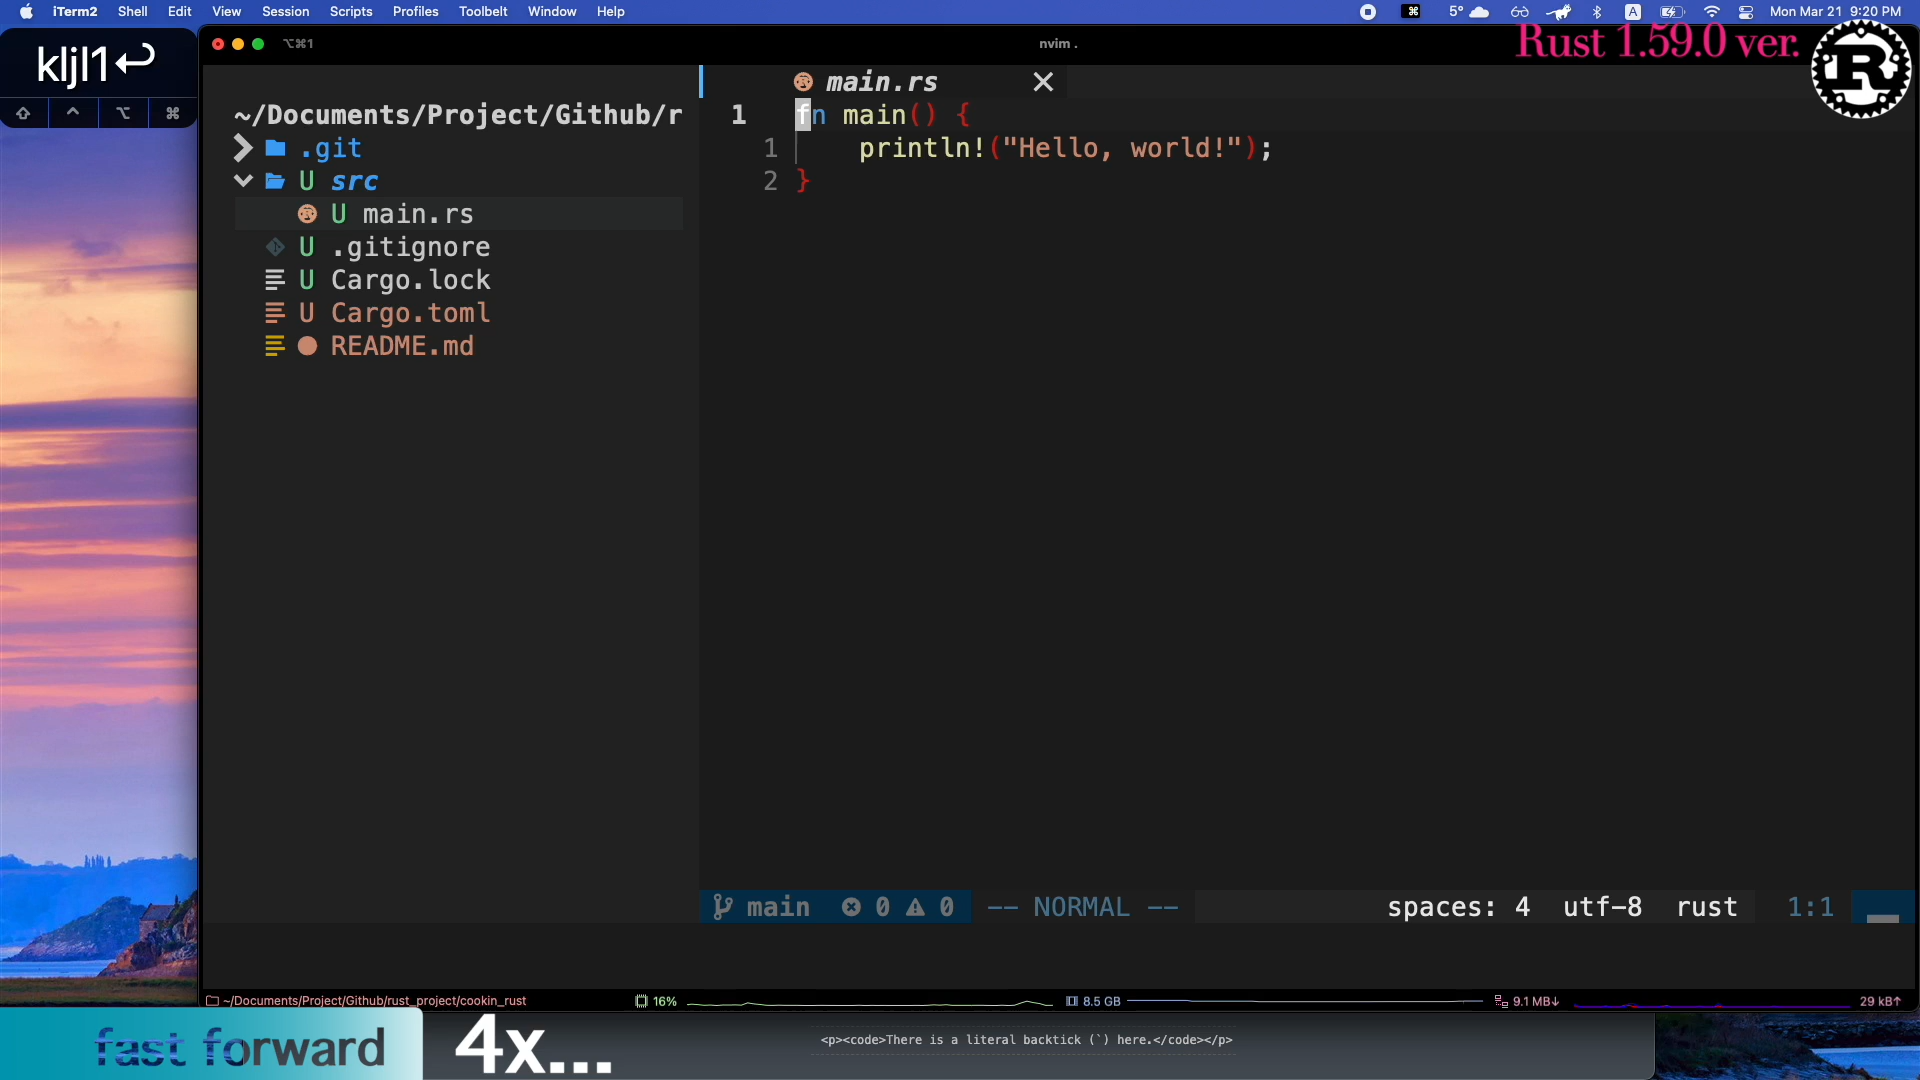 iTerm2 Shell Edit View Session Scripts Profiles Toolbelt Window Help 5° A Mon Mar 21 9:20 PM
kljl1↩
⇧ ^ ⌥ ⌘
⌥⌘1
nvim .
Rust 1.59.0 ver.
R
main.rs ✕
~/Documents/Project/Github/r
.git
U src
U main.rs
U .gitignore
U Cargo.lock
U Cargo.toml
README.md
1 fn main() {
1     println!("Hello, world!");
2 }
main 0 0 -- NORMAL -- spaces: 4 utf-8 rust 1:1
~/Documents/Project/Github/rust_project/cookin_rust 16% 8.5 GB 9.1 MB↓ 29 kB↑
fast forward 4x...
<p><code>There is a literal backtick (`) here.</code></p>